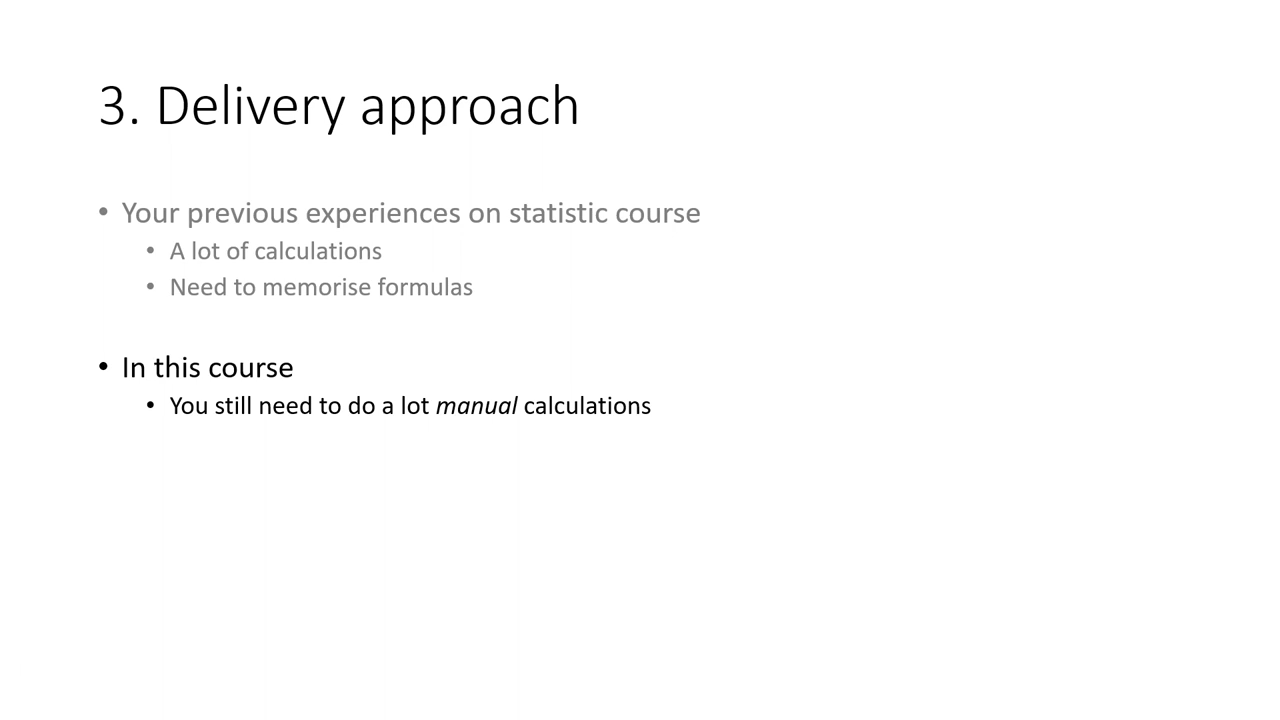 3. Delivery approach
• Your previous experiences on statistic course
• A lot of calculations
• Need to memorise formulas
• In this course
• You still need to do a lot manual calculations